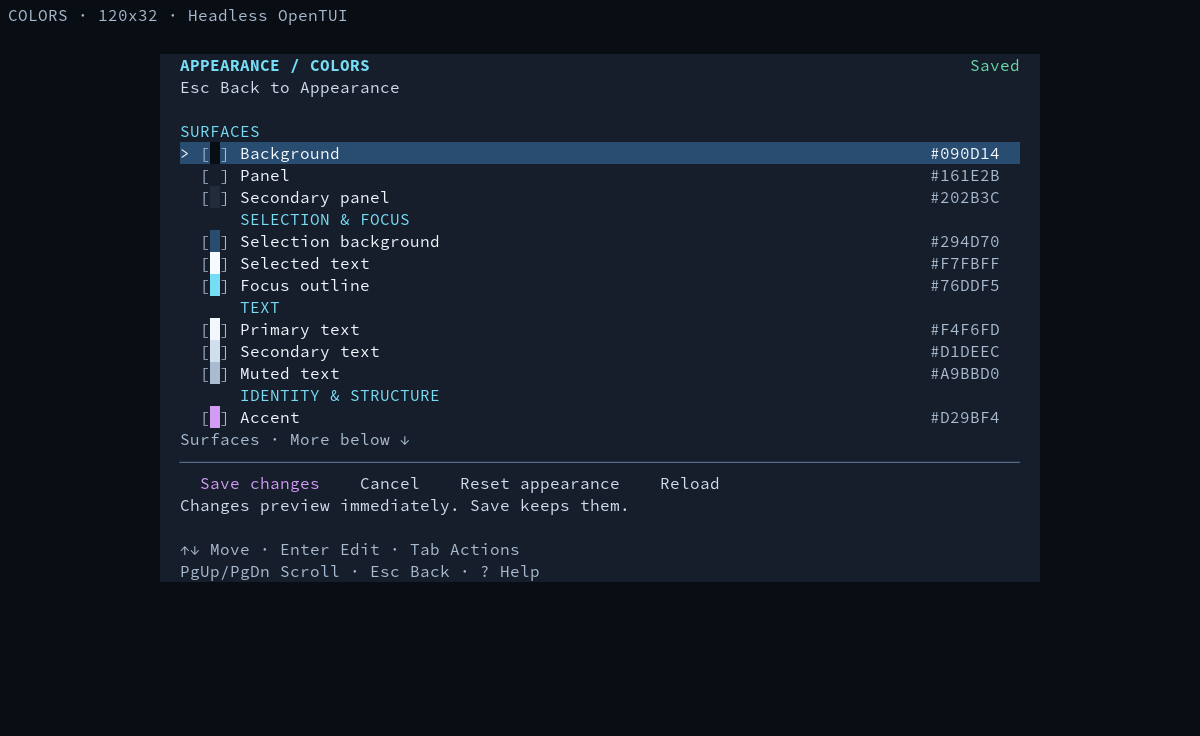 COLORS · 120x32 · Headless OpenTUI
APPEARANCE / COLORS Saved
Esc Back to Appearance
SURFACES
> [ ] Background #090D14
[ ] Panel #161E2B
[ ] Secondary panel #202B3C
SELECTION & FOCUS
[ ] Selection background #294D70
[ ] Selected text #F7FBFF
[ ] Focus outline #76DDF5
TEXT
[ ] Primary text #F4F6FD
[ ] Secondary text #D1DEEC
[ ] Muted text #A9BBD0
IDENTITY & STRUCTURE
[ ] Accent #D29BF4
Surfaces · More below ↓
Save changes Cancel Reset appearance Reload
Changes preview immediately. Save keeps them.
↑↓ Move · Enter Edit · Tab Actions
PgUp/PgDn Scroll · Esc Back · ? Help